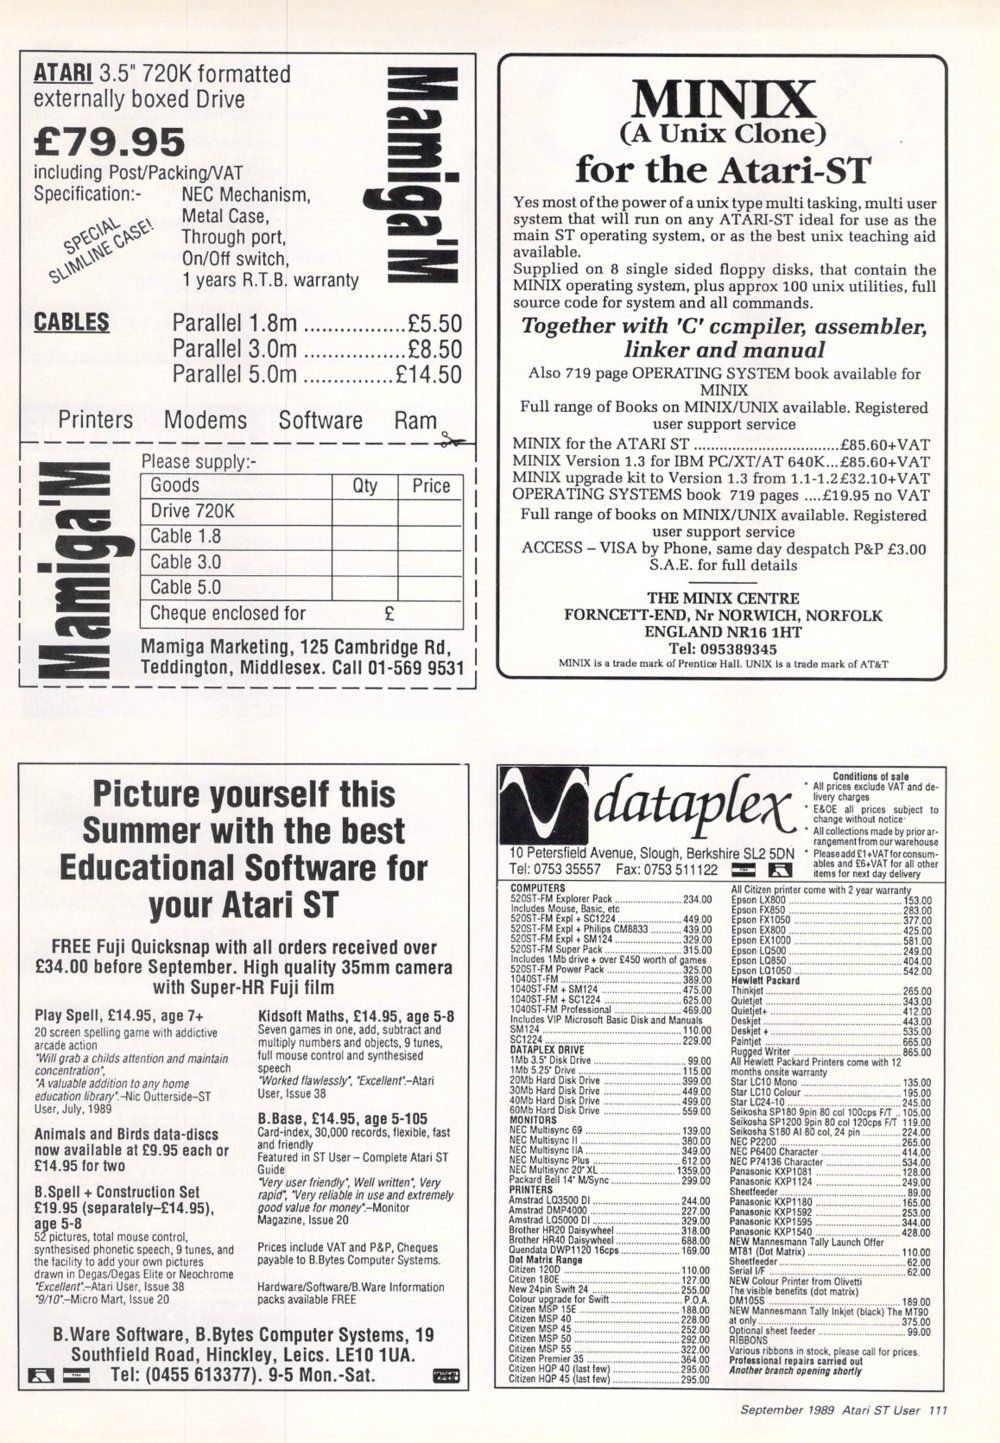 ATARI 3.5" 720K formatted
externally boxed Drive
£79.95
including Post/Packing/VAT
Specification:- NEC Mechanism,
Metal Case,
Through port,
On/Off switch,
1 years R.T.B. warranty
SPECIAL
SLIMLINE CASE!
Mamiga'M
CABLES Parallel 1.8m .................£5.50
Parallel 3.0m .................£8.50
Parallel 5.0m ...............£14.50
Printers Modems Software Ram
Mamiga'M
Please supply:-
Goods Qty Price
Drive 720K
Cable 1.8
Cable 3.0
Cable 5.0
Cheque enclosed for £
Mamiga Marketing, 125 Cambridge Rd,
Teddington, Middlesex. Call 01-569 9531
MINIX
(A Unix Clone)
for the Atari-ST
Yes most of the power of a unix type multi tasking, multi user
system that will run on any ATARI-ST ideal for use as the
main ST operating system, or as the best unix teaching aid
available.
Supplied on 8 single sided floppy disks, that contain the
MINIX operating system, plus approx 100 unix utilities, full
source code for system and all commands.
Together with 'C' ccmpiler, assembler,
linker and manual
Also 719 page OPERATING SYSTEM book available for
MINIX
Full range of Books on MINIX/UNIX available. Registered
user support service
MINIX for the ATARI ST ..................................£85.60+VAT
MINIX Version 1.3 for IBM PC/XT/AT 640K...£85.60+VAT
MINIX upgrade kit to Version 1.3 from 1.1-1.2£32.10+VAT
OPERATING SYSTEMS book 719 pages ....£19.95 no VAT
Full range of books on MINIX/UNIX available. Registered
user support service
ACCESS – VISA by Phone, same day despatch P&P £3.00
S.A.E. for full details
THE MINIX CENTRE
FORNCETT-END, Nr NORWICH, NORFOLK
ENGLAND NR16 1HT
Tel: 095389345
MINIX is a trade mark of Prentice Hall. UNIX is a trade mark of AT&T
Picture yourself this
Summer with the best
Educational Software for
your Atari ST
FREE Fuji Quicksnap with all orders received over
£34.00 before September. High quality 35mm camera
with Super-HR Fuji film
Play Spell, £14.95, age 7+
20 screen spelling game with addictive
arcade action
"Will grab a childs attention and maintain
concentration",
"A valuable addition to any home
education library".–Nic Outterside–ST
User, July, 1989
Animals and Birds data-discs
now available at £9.95 each or
£14.95 for two
B.Spell + Construction Set
£19.95 (separately–£14.95),
age 5-8
52 pictures, total mouse control,
synthesised phonetic speech, 9 tunes, and
the facility to add your own pictures
drawn in Degas/Degas Elite or Neochrome
"Excellent".–Atari User, Issue 38
"9/10".–Micro Mart, Issue 20
Kidsoft Maths, £14.95, age 5-8
Seven games in one, add, subtract and
multiply numbers and objects, 9 tunes,
full mouse control and synthesised
speech
"Worked flawlessly", "Excellent".–Atari
User, Issue 38
B.Base, £14.95, age 5-105
Card-index, 30,000 records, flexible, fast
and friendly
Featured in ST User – Complete Atari ST
Guide
"Very user friendly", Well written", Very
rapid", "Very reliable in use and extremely
good value for money".–Monitor
Magazine, Issue 20
Prices include VAT and P&P, Cheques
payable to B.Bytes Computer Systems.
Hardware/Software/B.Ware Information
packs available FREE
B.Ware Software, B.Bytes Computer Systems, 19
Southfield Road, Hinckley, Leics. LE10 1UA.
Tel: (0455 613377). 9-5 Mon.-Sat.
dataplex
10 Petersfield Avenue, Slough, Berkshire SL2 5DN
Tel: 0753 35557 Fax: 0753 511122
Conditions of sale
* All prices exclude VAT and de-
livery charges
* E&OE all prices subject to
change without notice
* All collections made by prior ar-
rangement from our warehouse
* Please add £1+VAT for consum-
ables and £6+VAT for all other
items for next day delivery
COMPUTERS
520ST-FM Explorer Pack ........ 234.00
Includes Mouse, Basic, etc
520ST-FM Expl + SC1224 ........ 449.00
520ST-FM Expl + Philips CM8833 ........ 439.00
520ST-FM Expl + SM124 ........ 329.00
520ST-FM Super Pack ........ 315.00
Includes 1Mb drive + over £450 worth of games
520ST-FM Power Pack ........ 325.00
1040ST-FM ........ 389.00
1040ST-FM + SM124 ........ 475.00
1040ST-FM + SC1224 ........ 625.00
1040ST-FM Professional ........ 469.00
Includes VIP Microsoft Basic Disk and Manuals
SM124 ........ 110.00
SC1224 ........ 229.00
DATAPLEX DRIVE
1Mb 3.5" Disk Drive ........ 99.00
1Mb 5.25" Drive ........ 115.00
20Mb Hard Disk Drive ........ 399.00
30Mb Hard Disk Drive ........ 449.00
40Mb Hard Disk Drive ........ 499.00
60Mb Hard Disk Drive ........ 559.00
MONITORS
NEC Multisync 69 ........ 139.00
NEC Multisync II ........ 380.00
NEC Multisync IIA ........ 349.00
NEC Multisync Plus ........ 612.00
NEC Multisync 20" XL ........ 1359.00
Packard Bell 14" M/Sync ........ 299.00
PRINTERS
Amstrad LQ3500 DI ........ 244.00
Amstrad DMP4000 ........ 227.00
Amstrad LQ5000 DI ........ 329.00
Brother HR20 Daisywheel ........ 318.00
Brother HR40 Daisywheel ........ 688.00
Quendata DWP1120 16cps ........ 169.00
Dot Matrix Range
Citizen 120D ........ 110.00
Citizen 180E ........ 127.00
New 24pin Swift 24 ........ 255.00
Colour upgrade for Swift ........ P.O.A.
Citizen MSP 15E ........ 188.00
Citizen MSP 40 ........ 228.00
Citizen MSP 45 ........ 252.00
Citizen MSP 50 ........ 292.00
Citizen MSP 55 ........ 322.00
Citizen Premier 35 ........ 364.00
Citizen HQP 40 (last few) ........ 295.00
Citizen HQP 45 (last few) ........ 295.00
All Citizen printer come with 2 year warranty
Epson LX800 ........ 153.00
Epson FX850 ........ 283.00
Epson FX1050 ........ 377.00
Epson EX800 ........ 425.00
Epson EX1000 ........ 581.00
Epson LQ500 ........ 249.00
Epson LQ850 ........ 404.00
Epson LQ1050 ........ 542.00
Hewlett Packard
Thinkjet ........ 265.00
Quietjet ........ 343.00
Quietjet+ ........ 412.00
Deskjet ........ 443.00
Deskjet + ........ 535.00
Paintjet ........ 665.00
Rugged Writer ........ 865.00
All Hewlett Packard Printers come with 12
months onsite warranty
Star LC10 Mono ........ 135.00
Star LC10 Colour ........ 195.00
Star LC24-10 ........ 245.00
Seikosha SP180 9pin 80 col 100cps F/T .. 105.00
Seikosha SP1200 9pin 80 col 120cps F/T 119.00
Seikosha S180 AI 80 col, 24 pin ........ 224.00
NEC P2200 ........ 265.00
NEC P6400 Character ........ 414.00
NEC P74136 Character ........ 534.00
Panasonic KXP1081 ........ 128.00
Panasonic KXP1124 ........ 249.00
Sheetfeeder ........ 89.00
Panasonic KXP1180 ........ 165.00
Panasonic KXP1592 ........ 253.00
Panasonic KXP1595 ........ 344.00
Panasonic KXP1540 ........ 428.00
NEW Mannesmann Tally Launch Offer
MT81 (Dot Matrix) ........ 110.00
Sheetfeeder ........ 62.00
Serial I/F ........ 62.00
NEW Colour Printer from Olivetti
The visible benefits (dot matrix)
DM105S ........ 189.00
NEW Mannesmann Tally Inkjet (black) The MT90
at only ........ 375.00
Optional sheet feeder ........ 99.00
RIBBONS
Various ribbons in stock, please call for prices.
Professional repairs carried out
Another branch opening shortly
September 1989 Atari ST User 111